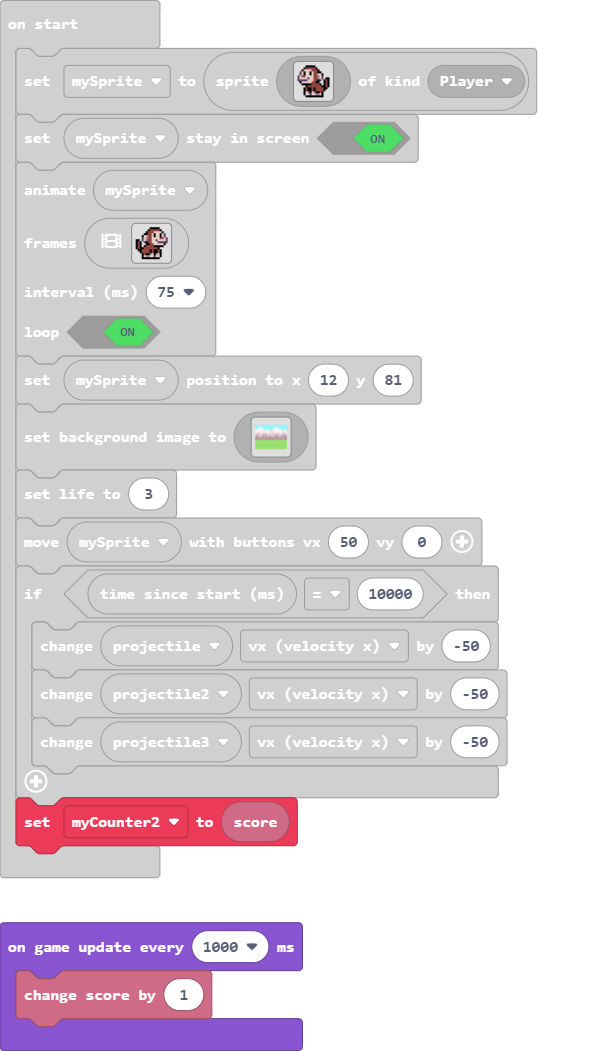 on start
set mySprite to sprite of kind Player
set mySprite stay in screen ON
animate mySprite
frames
interval (ms) 75
loop ON
set mySprite position to x 12 y 81
set background image to
set life to 3
move mySprite with buttons vx 50 vy 0
if time since start (ms) = 10000 then
change projectile vx (velocity x) by -50
change projectile2 vx (velocity x) by -50
change projectile3 vx (velocity x) by -50
set myCounter2 to score
on game update every 1000 ms
change score by 1